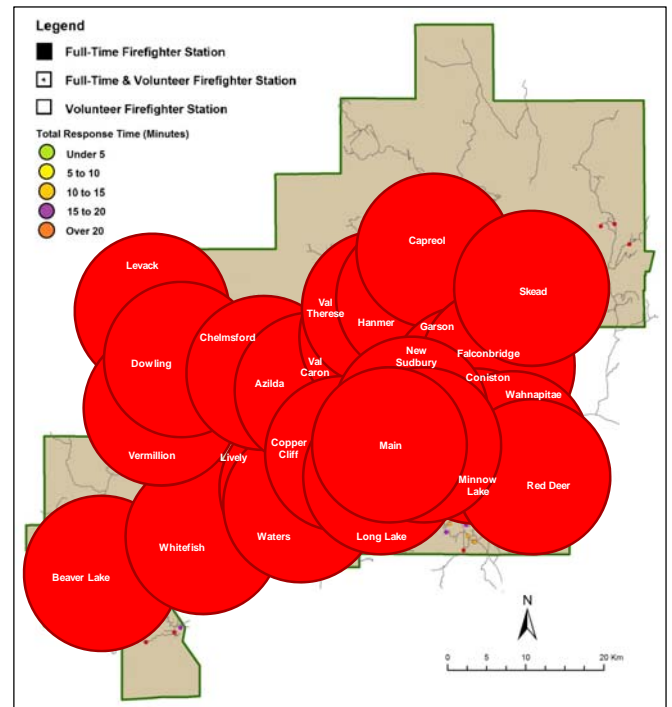 Legend
Full-Time Firefighter Station
Full-Time & Volunteer Firefighter Station
Volunteer Firefighter Station
Total Response Time (Minutes)
Under 5
5 to 10
10 to 15
15 to 20
Over 20
Capreol
Levack
Skead
Val
Therese
Hanmer
Garson
Chelmsford
New
Sudbury
Falconbridge
Dowling
Val
Caron
Coniston
Azilda
Wahnapitae
Copper
Cliff
Main
Vermillion
Lively
Minnow
Lake
Red Deer
Waters
Long Lake
Whitefish
Beaver Lake
N
0 5 10 20 Km